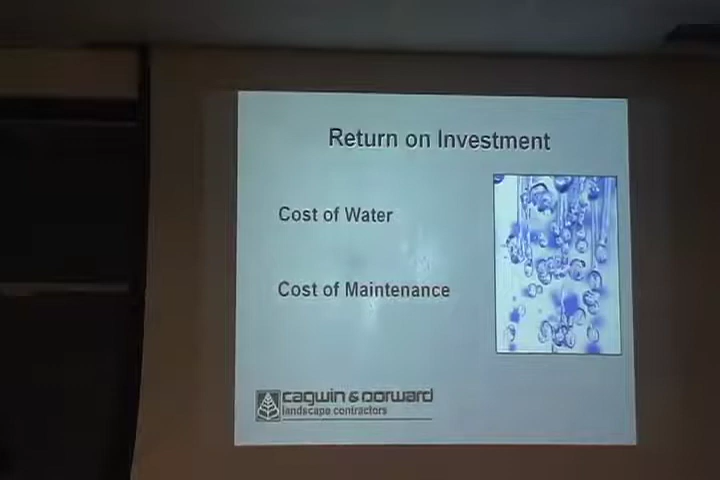 Return on Investment
Cost of Water
Cost of Maintenance
cagwin & dorward
landscape contractors